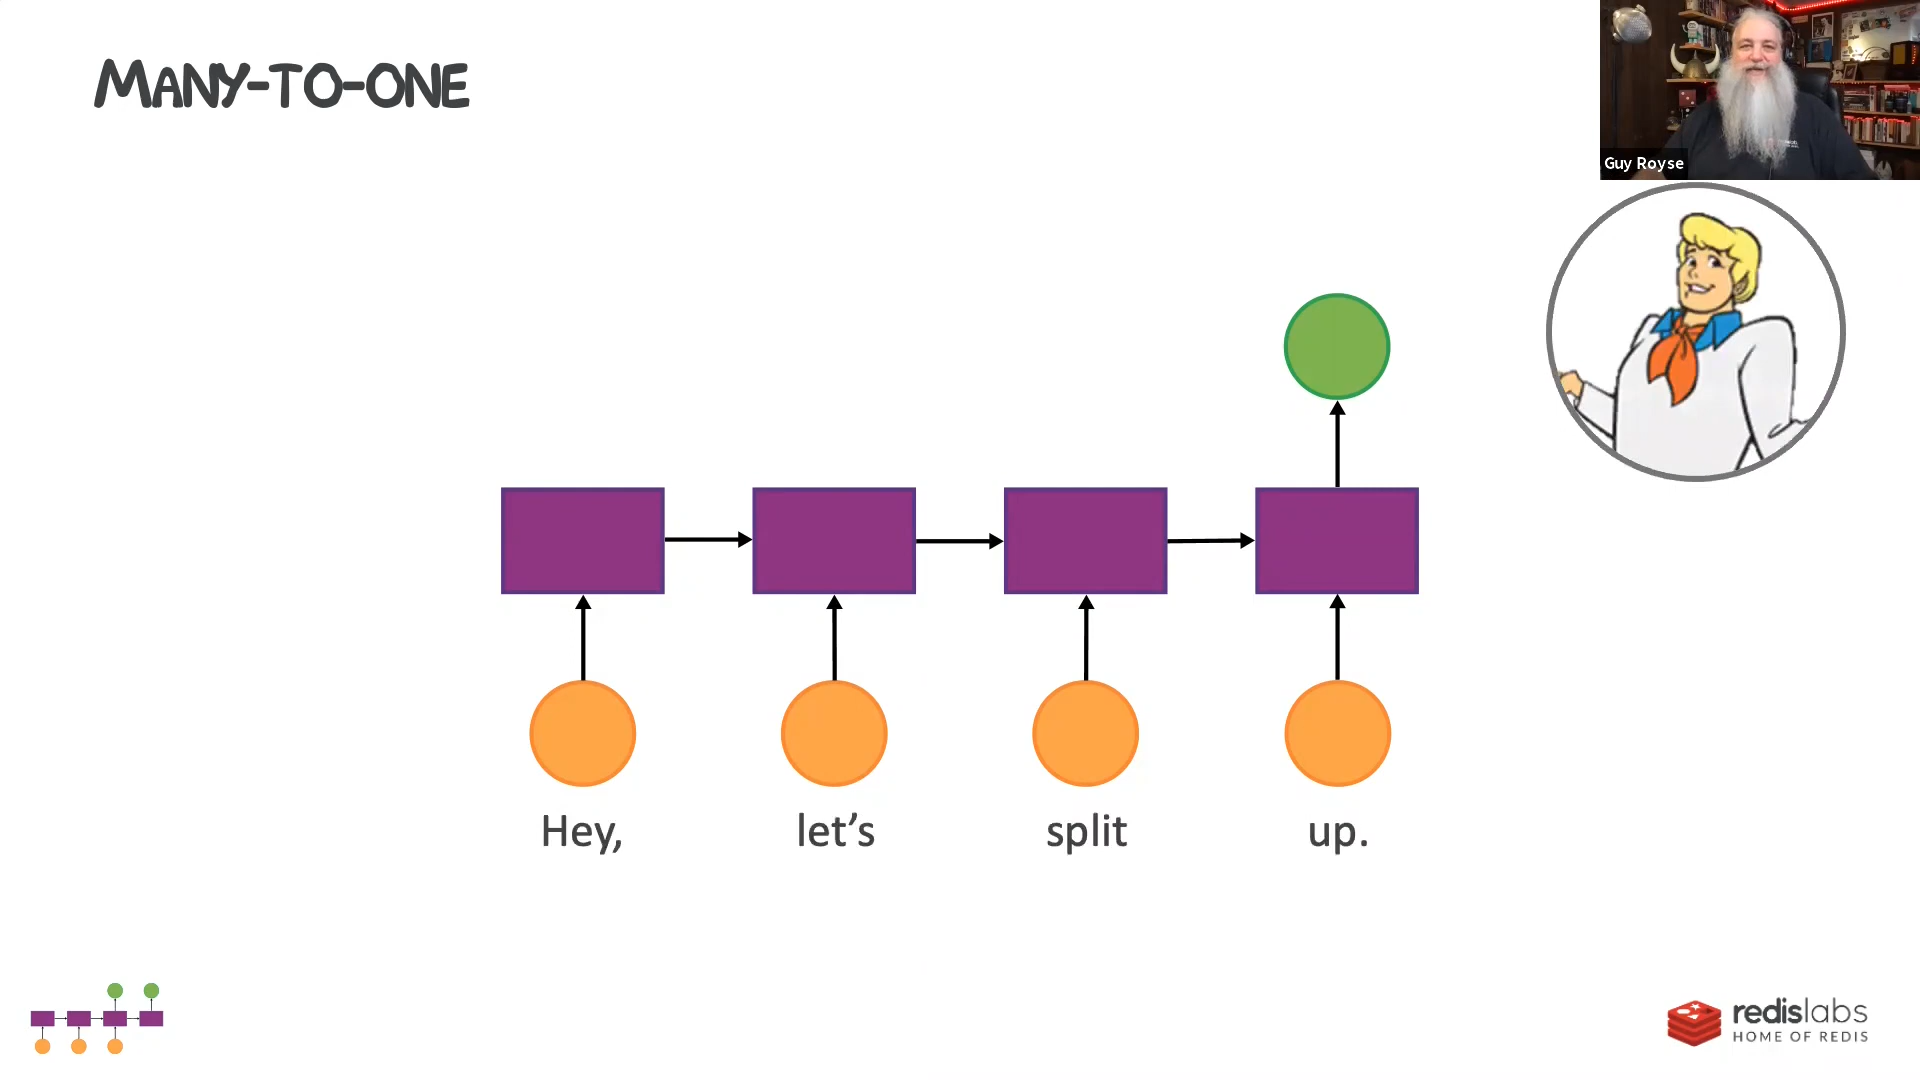 MANY-TO-ONE
Guy Royse
Hey, let’s split up.
redislabs
HOME OF REDIS